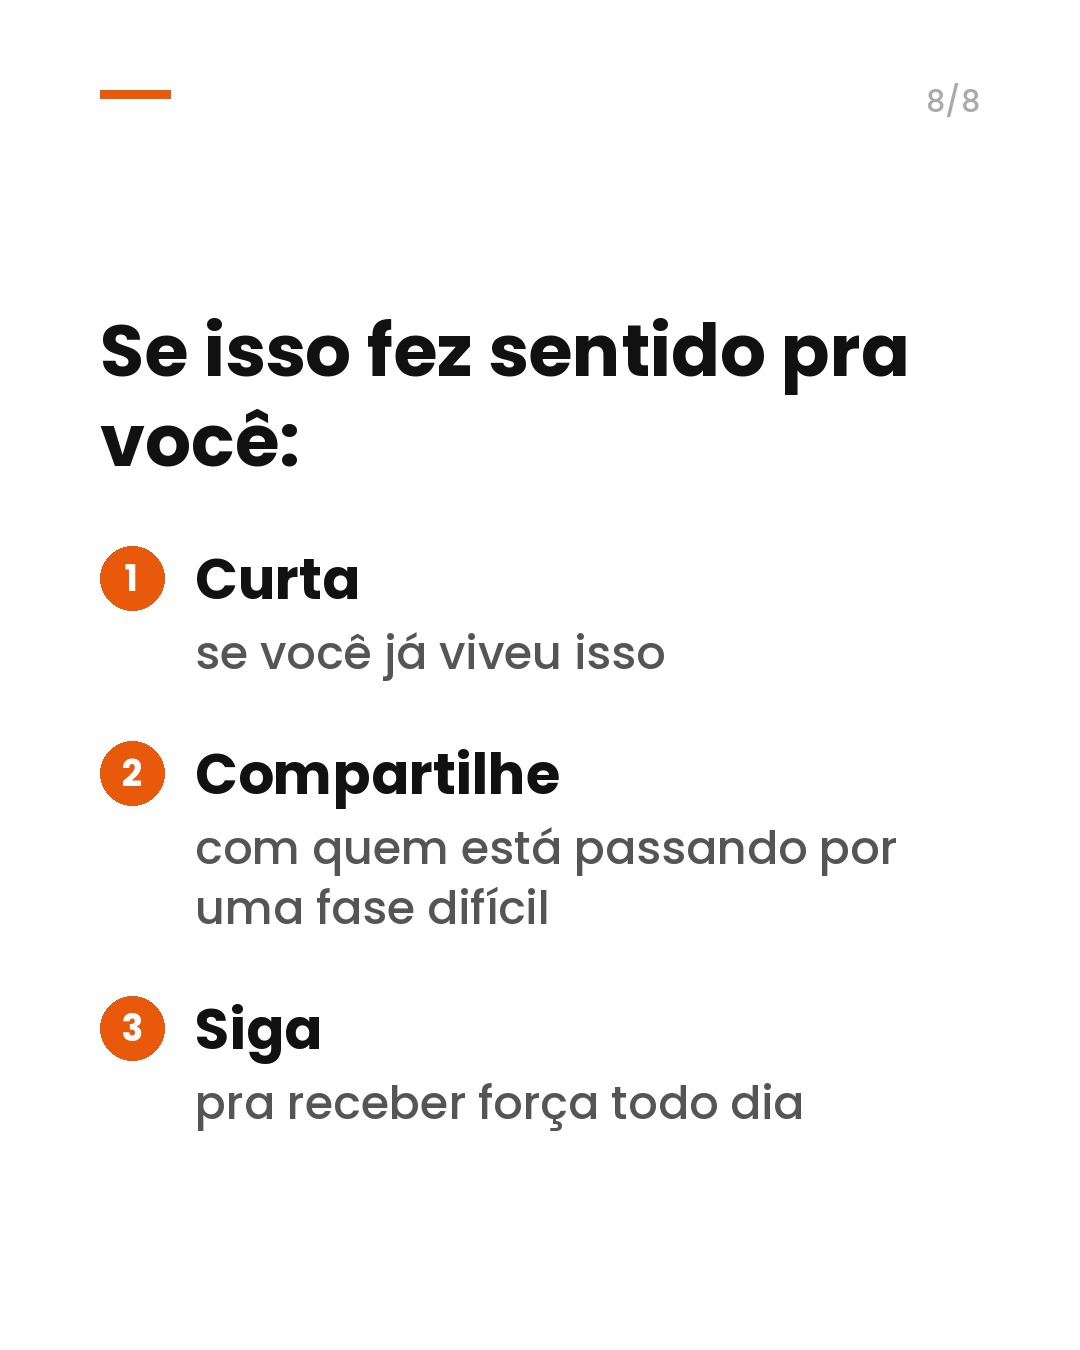 8/8
Se isso fez sentido pra
você:
1 Curta
se você já viveu isso
2 Compartilhe
com quem está passando por
uma fase difícil
3 Siga
pra receber força todo dia